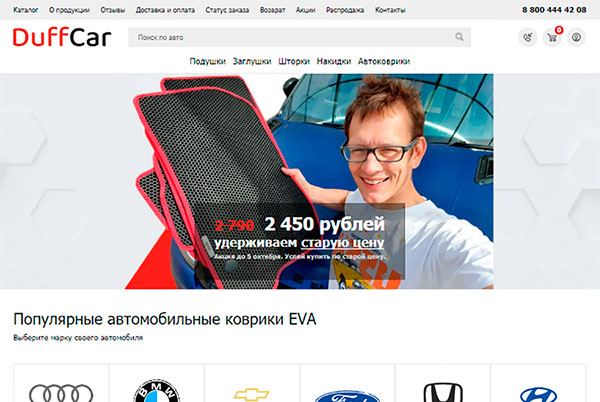 Каталог О продукции Отзывы Доставка и оплата Статус заказа Возврат Акции Распродажа Контакты 8 800 444 42 08
DuffCar Поиск по авто 0
Подушки Заглушки Шторки Накидки Автоковрики
2 790 2 450 рублей
удерживаем старую цену
Акция до 5 октября. Успей купить по старой цене.
Популярные автомобильные коврики EVA
Выберите марку своего автомобиля
BMW
Ford